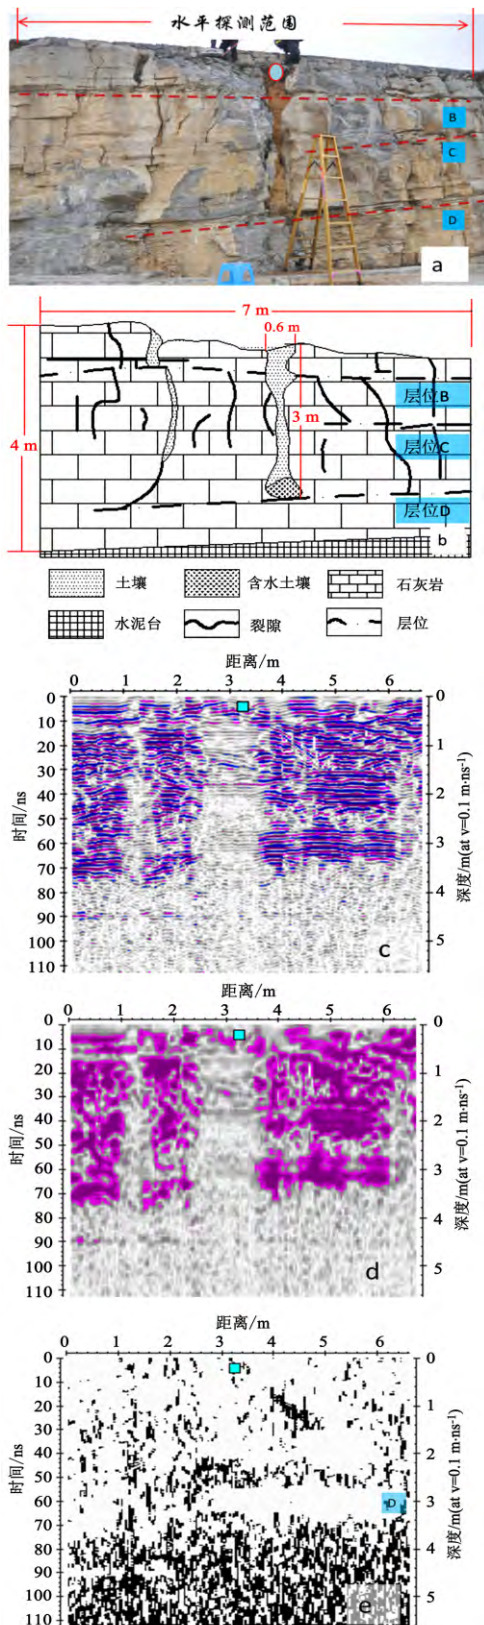 水平探测范围
B
C
D
a
7 m
0.6 m
4 m
3 m
层位B
层位C
层位D
b
土壤
含水土壤
石灰岩
水泥台
裂隙
层位
距离/m
0 1 2 3 4 5 6
时间/ns
0
10
20
30
40
50
60
70
80
90
100
110
深度/m(at v=0.1 m·ns⁻¹)
0
1
2
3
4
5
c
距离/m
0 1 2 3 4 5 6
时间/ns
0
10
20
30
40
50
60
70
80
90
100
110
深度/m(at v=0.1 m·ns⁻¹)
0
1
2
3
4
5
d
距离/m
0 1 2 3 4 5 6
时间/ns
0
10
20
30
40
50
60
70
80
90
100
110
深度/m(at v=0.1 m·ns⁻¹)
0
1
2
3
4
5
D
e